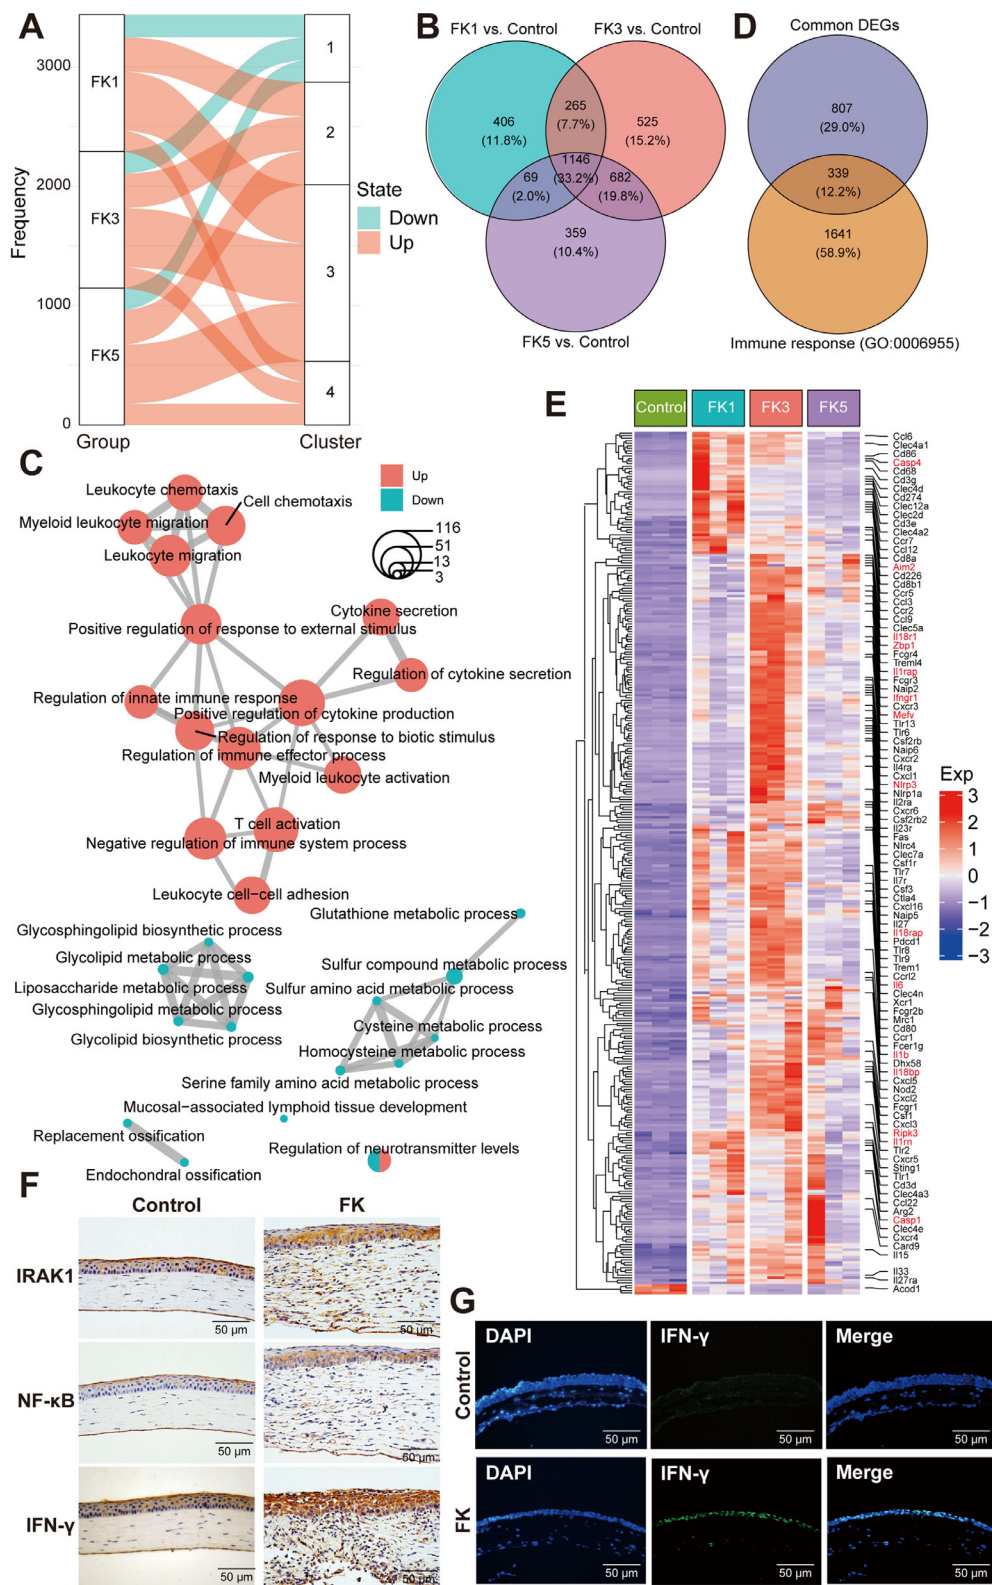 A
Frequency
3000
2000
1000
0
FK1
FK3
FK5
1
2
3
4
Group
Cluster
State
Down
Up
B
FK1 vs. Control
FK3 vs. Control
406
(11.8%)
265
(7.7%)
525
(15.2%)
1146
(33.2%)
69
(2.0%)
682
(19.8%)
359
(10.4%)
FK5 vs. Control
D
Common DEGs
807
(29.0%)
339
(12.2%)
1641
(58.9%)
Immune response (GO:0006955)
C
Up
Down
116
51
13
3
Leukocyte chemotaxis
Cell chemotaxis
Myeloid leukocyte migration
Leukocyte migration
Cytokine secretion
Positive regulation of response to external stimulus
Regulation of cytokine secretion
Regulation of innate immune response
Positive regulation of cytokine production
Regulation of response to biotic stimulus
Regulation of immune effector process
Myeloid leukocyte activation
T cell activation
Negative regulation of immune system process
Leukocyte cell−cell adhesion
Glutathione metabolic process
Glycosphingolipid biosynthetic process
Glycolipid metabolic process
Sulfur compound metabolic process
Liposaccharide metabolic process
Sulfur amino acid metabolic process
Glycosphingolipid metabolic process
Cysteine metabolic process
Glycolipid biosynthetic process
Homocysteine metabolic process
Serine family amino acid metabolic process
Mucosal−associated lymphoid tissue development
Replacement ossification
Regulation of neurotransmitter levels
Endochondral ossification
E
Control
FK1
FK3
FK5
Ccl6
Clec4a1
Cd86
Casp4
Cd68
Cd3g
Clec4d
Cd274
Clec12a
Clec2d
Cd3e
Clec4a2
Ccr7
Ccl12
Cd8a
Aim2
Cd226
Cd8b1
Ccr5
Ccl3
Ccr2
Ccl9
Clec5a
Il18r1
Zbp1
Fcgr4
Treml4
Il1rap
Fcgr3
Naip2
Ifngr1
Cxcr3
Mefv
Tlr13
Tlr6
Csf2rb
Naip6
Cxcr2
Il4ra
Cxcl1
Nlrp3
Nlrp1a
Il2ra
Cxcr6
Csf2rb2
Il23r
Fas
Nlrc4
Clec7a
Csf1r
Tlr7
Il7r
Csf3
Ctla4
Cxcl16
Naip5
Il27
Il18rap
Pdcd1
Tlr8
Tlr9
Trem1
Ccrl2
Il6
Clec4n
Xcr1
Fcgr2b
Mrc1
Cd80
Ccr1
Fcer1g
Il1b
Dhx58
Il18bp
Cxcl5
Nod2
Cxcl2
Fcgr1
Csf1
Cxcl3
Ripk3
Il1rn
Tlr2
Cxcr5
Sting1
Tlr1
Cd3d
Clec4a3
Ccl22
Arg2
Casp1
Clec4e
Cxcr4
Card9
Il15
Il33
Il27ra
Acod1
Exp
3
2
1
0
−1
−2
−3
F
Control
FK
IRAK1
50 µm
50 µm
NF-κB
50 µm
50 µm
IFN-γ
50 µm
50 µm
G
Control
DAPI
IFN-γ
Merge
50 µm
50 µm
50 µm
FK
DAPI
IFN-γ
Merge
50 µm
50 µm
50 µm